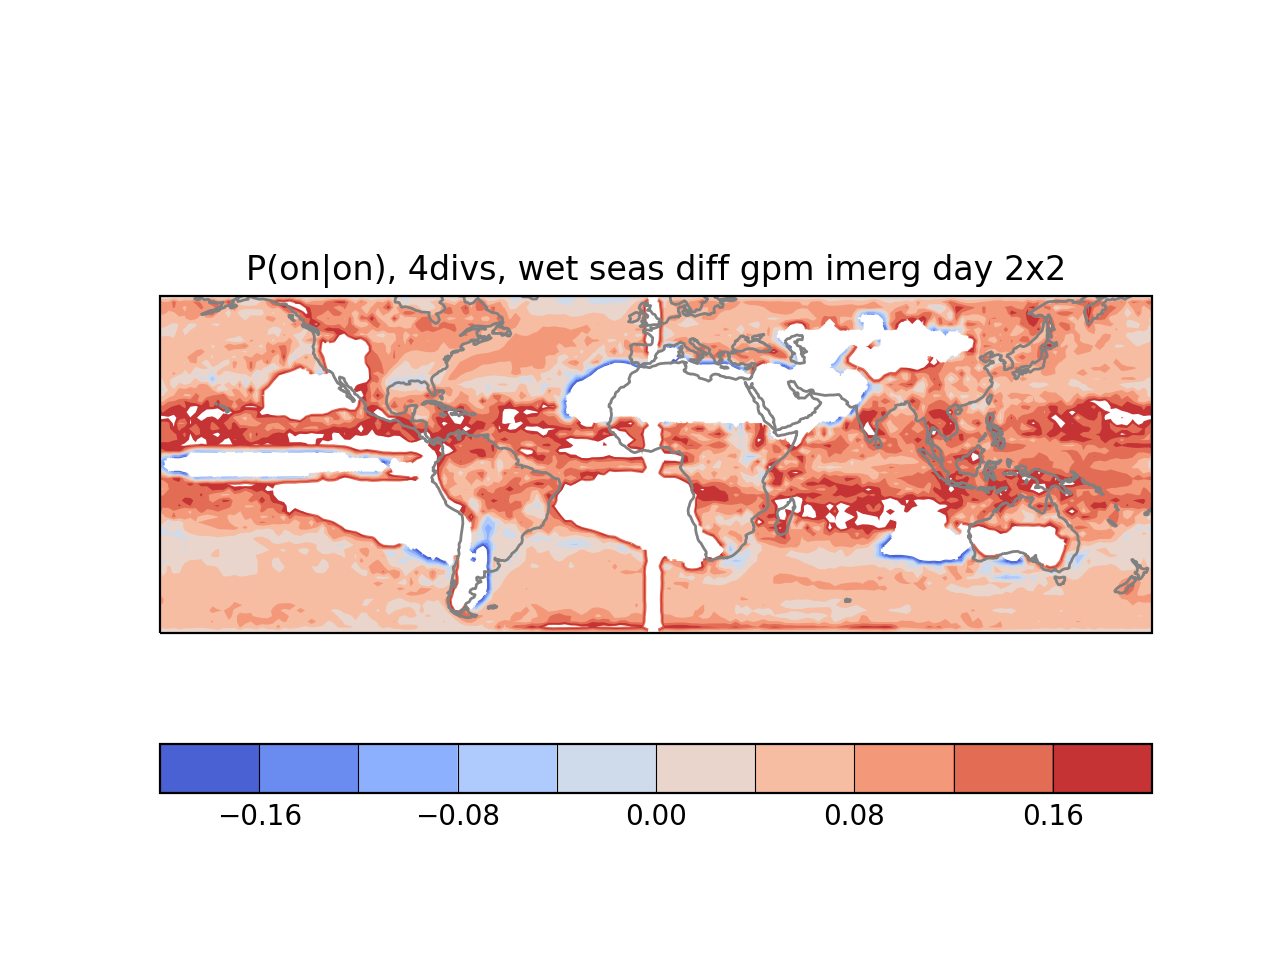 P(on|on), 4divs, wet seas diff gpm imerg day 2x2
−0.16 −0.08 0.00 0.08 0.16